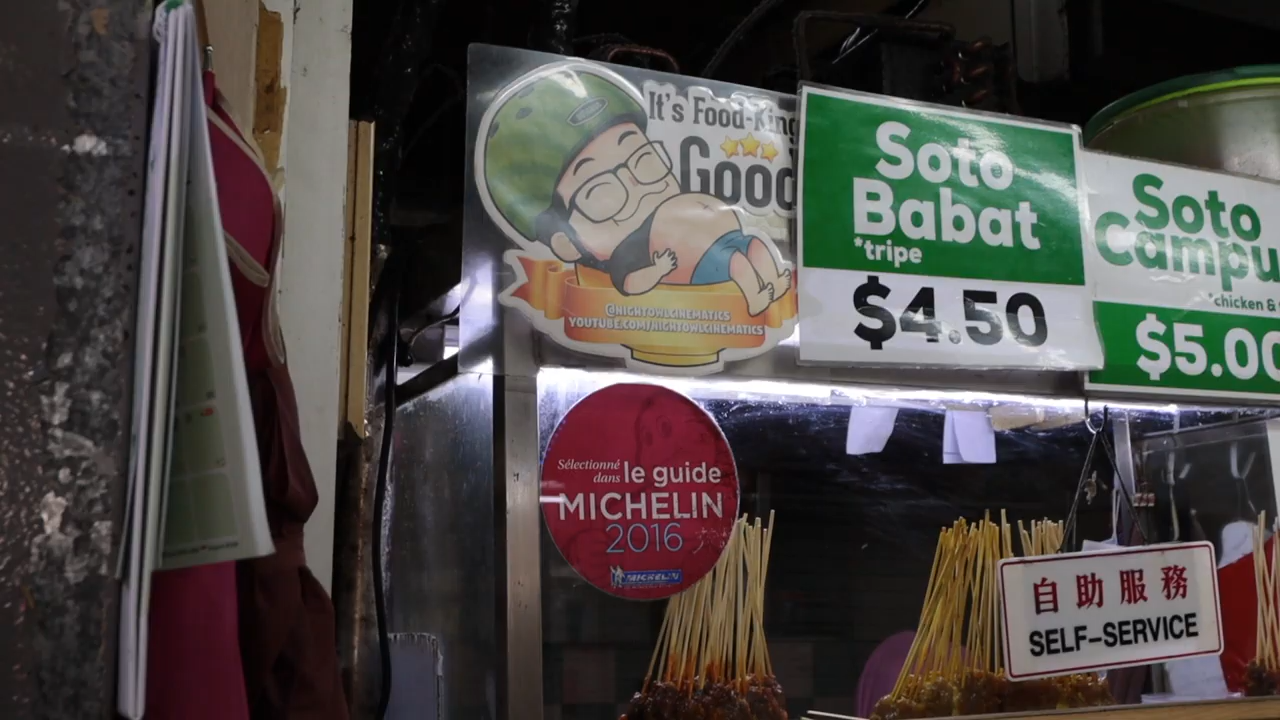 It's Food-King
Good
@NIGHTOWLCINEMATICS
YOUTUBE.COM/NIGHTOWLCINEMATICS
Soto
Babat
*tripe
$4.50
Soto
Campu
*chicken &
$5.00
Sélectionné
dans le guide
MICHELIN
2016
MICHELIN
自助服務
SELF-SERVICE